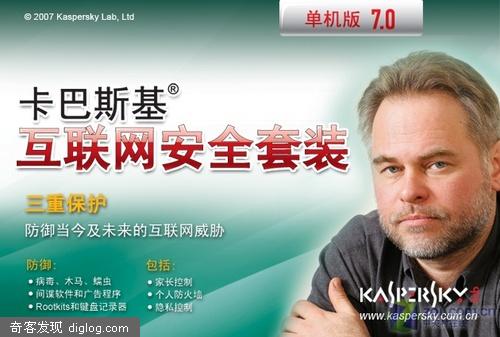 © 2007 Kaspersky Lab, Ltd
单机版 7.0
卡巴斯基®
互联网安全套装
三重保护
防御当今及未来的互联网威胁
防御:
• 病毒、木马、蠕虫
• 间谍软件和广告程序
• Rootkits和键盘记录器
包括:
• 家长控制
• 个人防火墙
• 隐私控制
KASPERSKY
www.kaspersky.com.cn
奇客发现 diglog.com